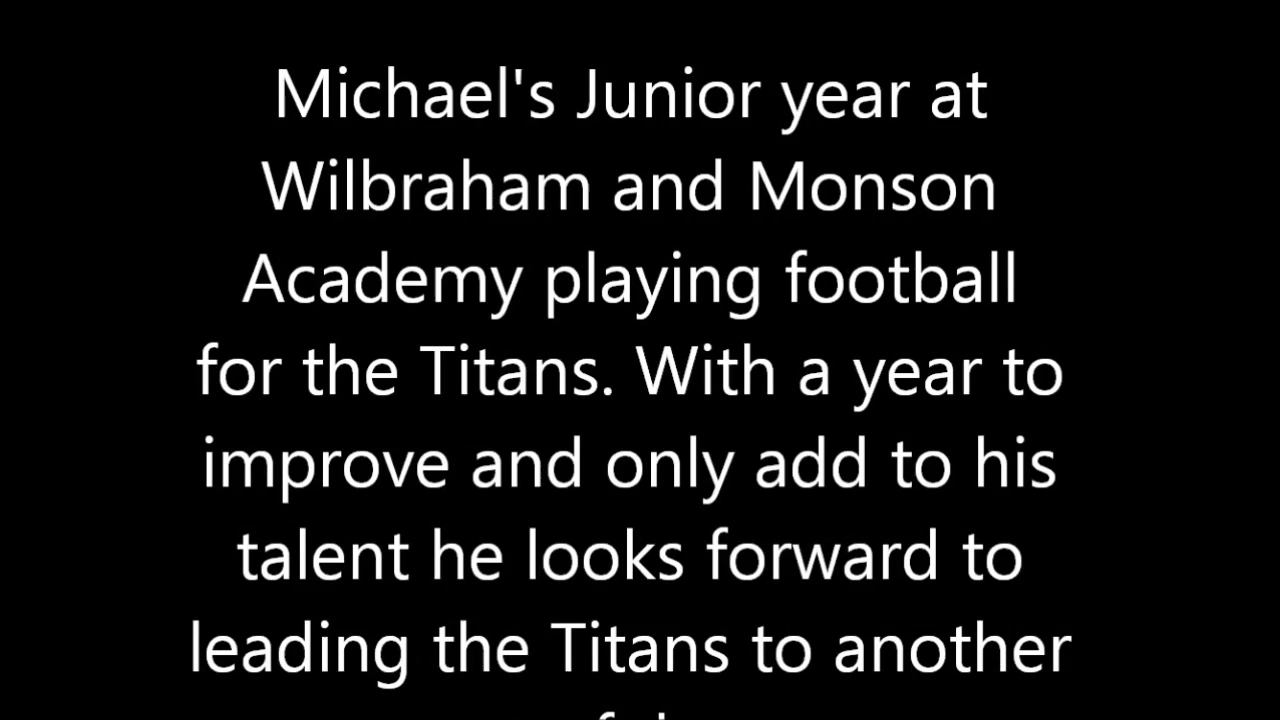 Michael's Junior year at
Wilbraham and Monson
Academy playing football
for the Titans. With a year to
improve and only add to his
talent he looks forward to
leading the Titans to another